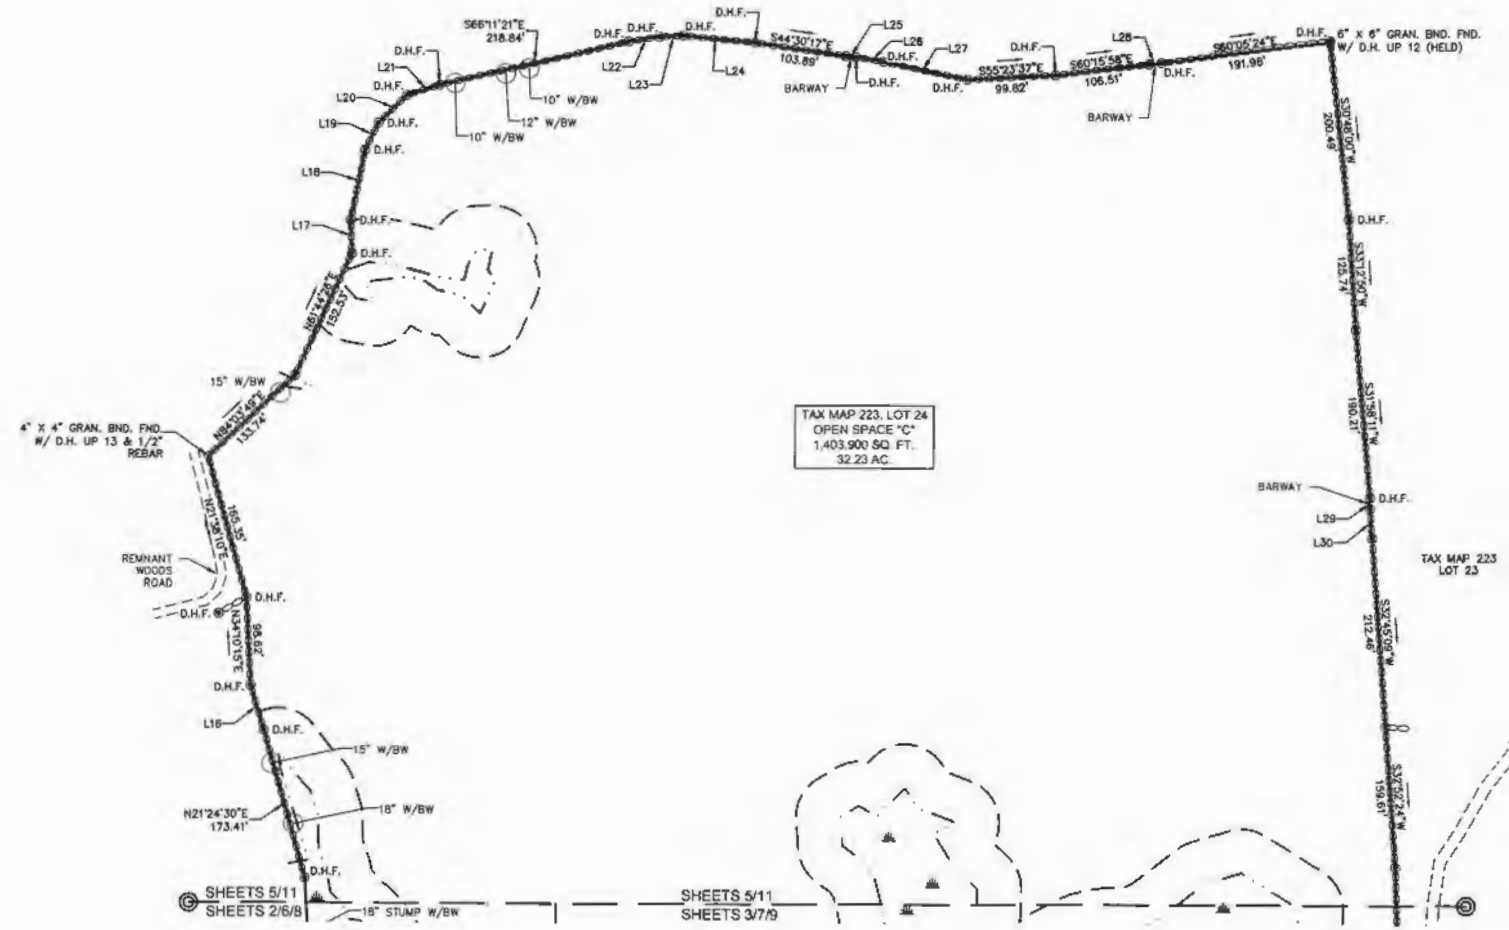 S66°11'21"E
218.84'
D.H.F.
D.H.F.
D.H.F.
D.H.F.
L22
L23
L24
S44°30'17"E
103.89'
L25
L26
L27
BARWAY
D.H.F.
D.H.F.
S55°23'37"E
99.82'
D.H.F.
S60°15'58"E
106.51'
L28
BARWAY
D.H.F.
S60°05'24"E
191.98'
D.H.F.
6" X 6" GRAN. BND. FND.
W/ D.H. UP 12 (HELD)
D.H.F.
L21
D.H.F.
L20
L19
D.H.F.
D.H.F.
L18
L17
D.H.F.
D.H.F.
10" W/BW
12" W/BW
10" W/BW
N61°44'26"E
152.53'
15" W/BW
N84°03'49"E
133.74'
4" X 4" GRAN. BND. FND.
W/ D.H. UP 13 & 1/2"
REBAR
165.35'
N21°38'10"E
REMNANT
WOODS
ROAD
D.H.F.
D.H.F.
98.62'
N34°10'15"E
D.H.F.
L16
D.H.F.
15" W/BW
18" W/BW
N21°24'30"E
173.41'
D.H.F.
TAX MAP 223, LOT 24
OPEN SPACE "C"
1,403,900 SQ. FT.
32.23 AC.
S30°48'00"W
200.49'
D.H.F.
S33°12'50"W
125.74'
S31°58'11"W
190.21'
BARWAY
D.H.F.
L29
L30
TAX MAP 223
LOT 23
S32°45'09"W
212.46'
S32°52'24"W
159.61'
SHEETS 5/11
SHEETS 2/6/8
16" STUMP W/BW
SHEETS 5/11
SHEETS 3/7/9